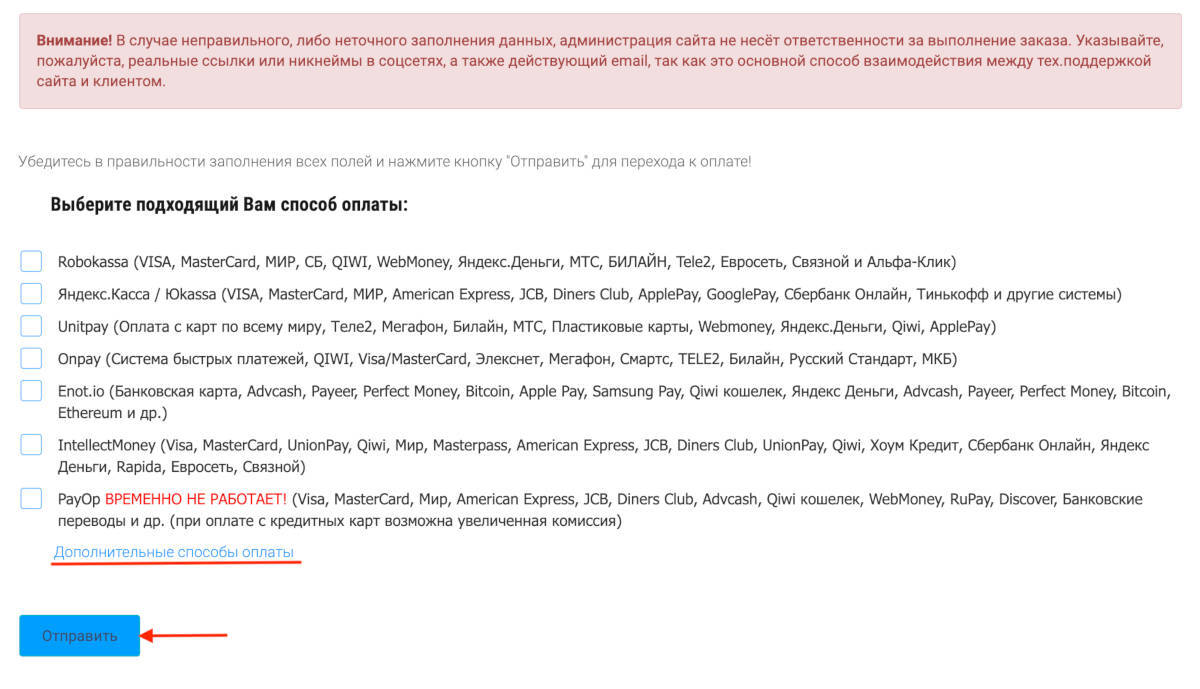 Внимание! В случае неправильного, либо неточного заполнения данных, администрация сайта не несёт ответственности за выполнение заказа. Указывайте,
пожалуйста, реальные ссылки или никнеймы в соцсетях, а также действующий email, так как это основной способ взаимодействия между тех.поддержкой
сайта и клиентом.
Убедитесь в правильности заполнения всех полей и нажмите кнопку "Отправить" для перехода к оплате!
Выберите подходящий Вам способ оплаты:
Robokassa (VISA, MasterCard, МИР, СБ, QIWI, WebMoney, Яндекс.Деньги, МТС, БИЛАЙН, Tele2, Евросеть, Связной и Альфа-Клик)
Яндекс.Касса / Юkassa (VISA, MasterCard, МИР, American Express, JCB, Diners Club, ApplePay, GooglePay, Сбербанк Онлайн, Тинькофф и другие системы)
Unitpay (Оплата с карт по всему миру, Теле2, Мегафон, Билайн, МТС, Пластиковые карты, Webmoney, Яндекс.Деньги, Qiwi, ApplePay)
Onpay (Система быстрых платежей, QIWI, Visa/MasterCard, Элекснет, Мегафон, Смартс, TELE2, Билайн, Русский Стандарт, МКБ)
Enot.io (Банковская карта, Advcash, Payeer, Perfect Money, Bitcoin, Apple Pay, Samsung Pay, Qiwi кошелек, Яндекс Деньги, Advcash, Payeer, Perfect Money, Bitcoin,
Ethereum и др.)
IntellectMoney (Visa, MasterCard, UnionPay, Qiwi, Мир, Masterpass, American Express, JCB, Diners Club, UnionPay, Qiwi, Хоум Кредит, Сбербанк Онлайн, Яндекс
Деньги, Rapida, Евросеть, Связной)
PayOp ВРЕМЕННО НЕ РАБОТАЕТ! (Visa, MasterCard, Мир, American Express, JCB, Diners Club, Advcash, Qiwi кошелек, WebMoney, RuPay, Discover, Банковские
переводы и др. (при оплате с кредитных карт возможна увеличенная комиссия)
Дополнительные способы оплаты
Отправить